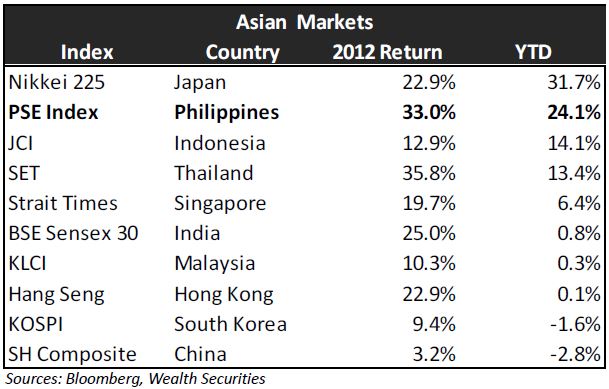 Asian Markets
Index Country 2012 Return YTD
Nikkei 225 Japan 22.9% 31.7%
PSE Index Philippines 33.0% 24.1%
JCI Indonesia 12.9% 14.1%
SET Thailand 35.8% 13.4%
Strait Times Singapore 19.7% 6.4%
BSE Sensex 30 India 25.0% 0.8%
KLCI Malaysia 10.3% 0.3%
Hang Seng Hong Kong 22.9% 0.1%
KOSPI South Korea 9.4% -1.6%
SH Composite China 3.2% -2.8%
Sources: Bloomberg, Wealth Securities